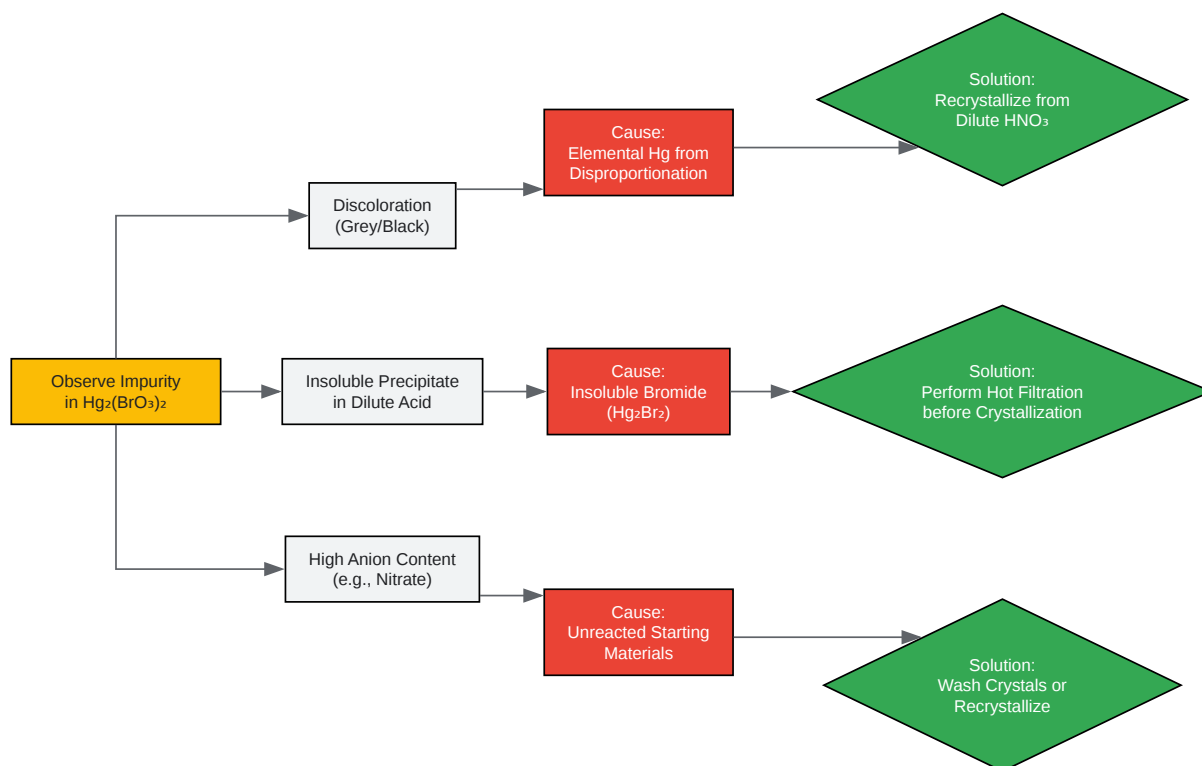 Observe Impurity
in Hg₂(BrO₃)₂
Discoloration
(Grey/Black)
Cause:
Elemental Hg from
Disproportionation
Solution:
Recrystallize from
Dilute HNO₃
Insoluble Precipitate
in Dilute Acid
Cause:
Insoluble Bromide
(Hg₂Br₂)
Solution:
Perform Hot Filtration
before Crystallization
High Anion Content
(e.g., Nitrate)
Cause:
Unreacted Starting
Materials
Solution:
Wash Crystals or
Recrystallize